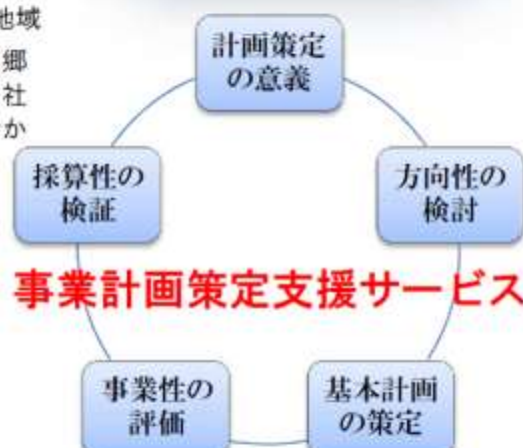 地域
郷
社
か
計画策定
の意義
採算性の
検証
方向性の
検討
事業計画策定支援サービス
事業性の
評価
基本計画
の策定